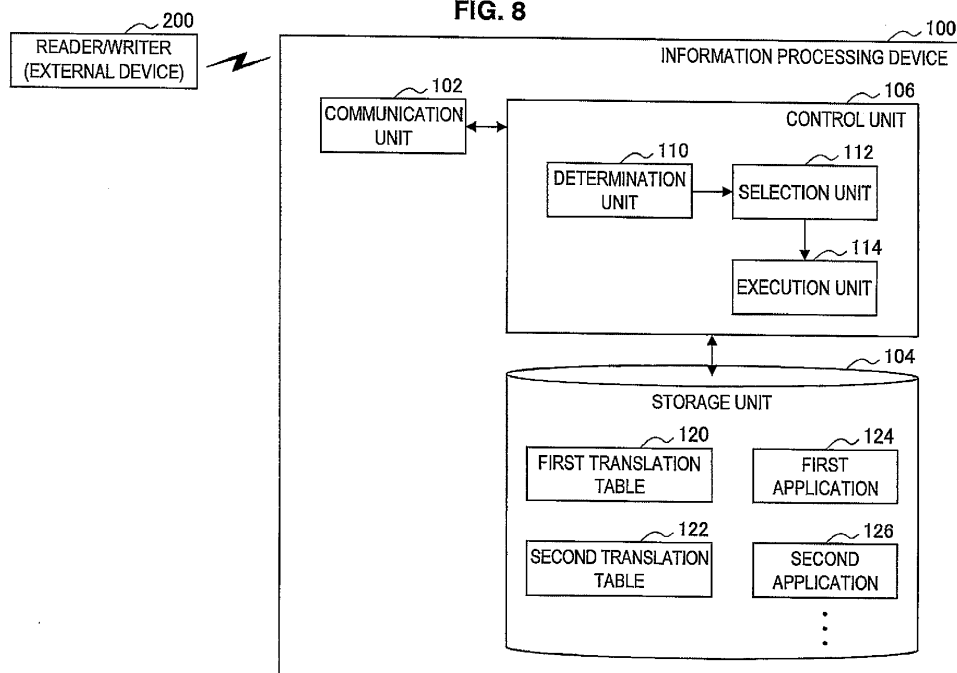 FIG. 8
200
READER/WRITER
(EXTERNAL DEVICE)
100
INFORMATION PROCESSING DEVICE
102
COMMUNICATION
UNIT
106
CONTROL UNIT
110
DETERMINATION
UNIT
112
SELECTION UNIT
114
EXECUTION UNIT
104
STORAGE UNIT
120
FIRST TRANSLATION
TABLE
124
FIRST
APPLICATION
122
SECOND TRANSLATION
TABLE
126
SECOND
APPLICATION